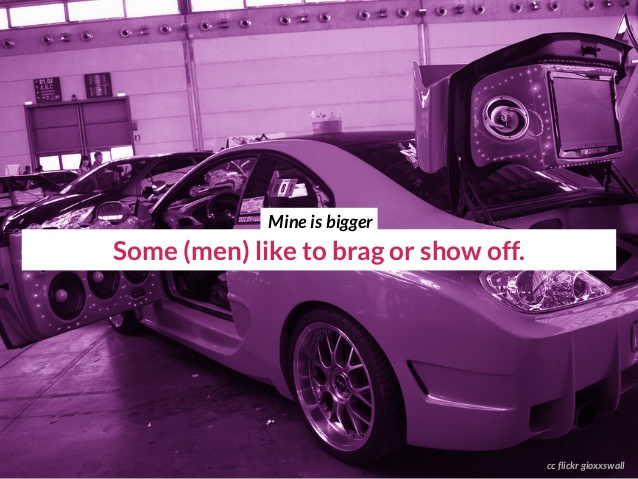 Mine is bigger
Some (men) like to brag or show off.
cc flickr gioxxswall